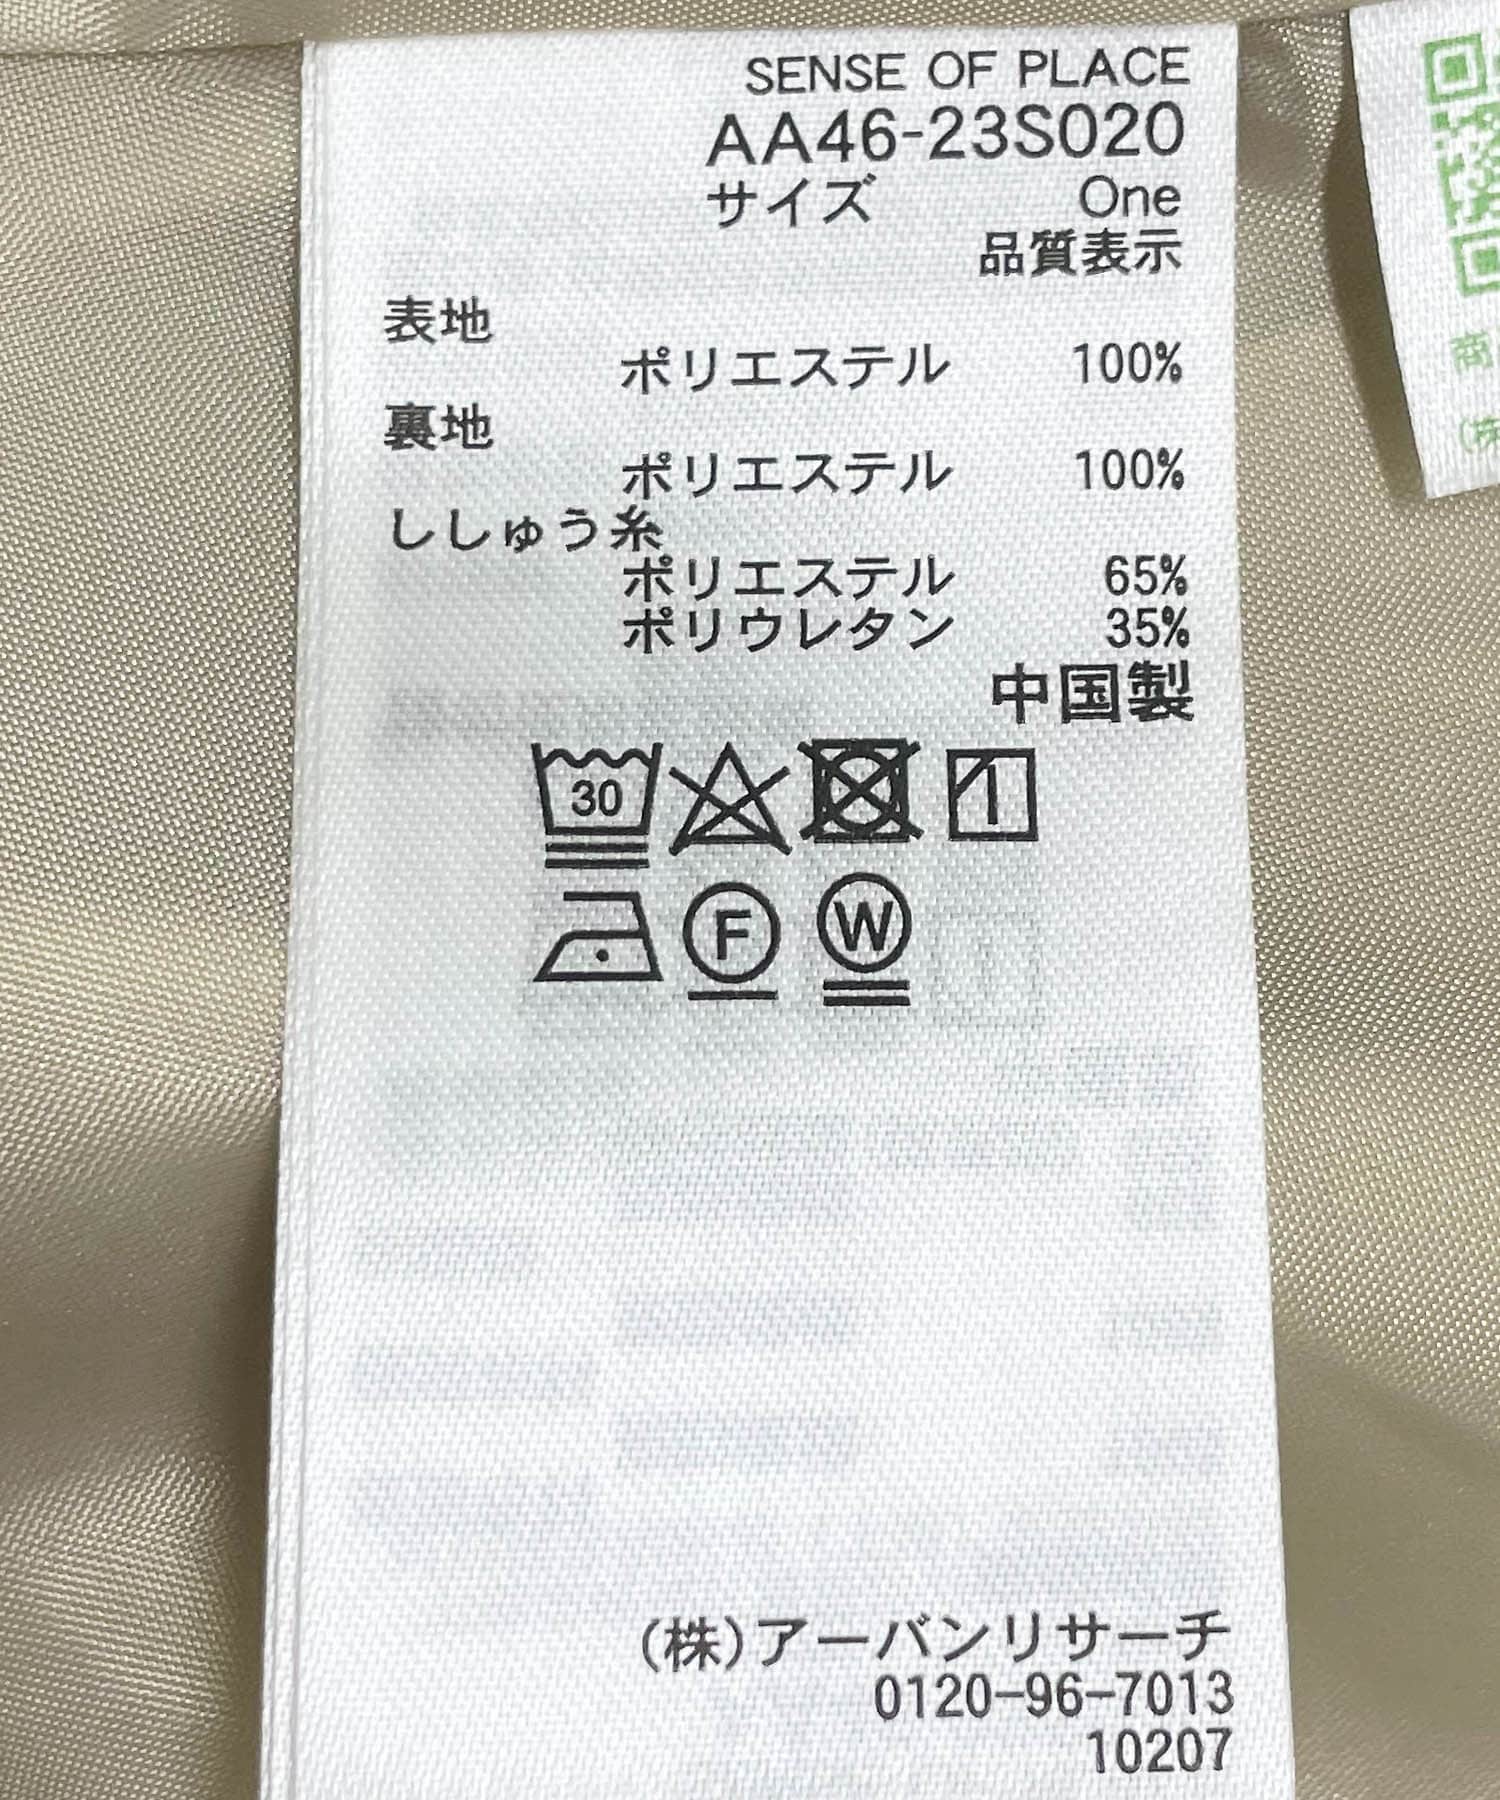 SENSE OF PLACE
AA46-23S020
サイズ One
品質表示
表地
ポリエステル 100%
裏地
ポリエステル 100%
ししゅう糸
ポリエステル 65%
ポリウレタン 35%
中国製
30
F W
(株)アーバンリサーチ
0120-96-7013
10207
商
(株